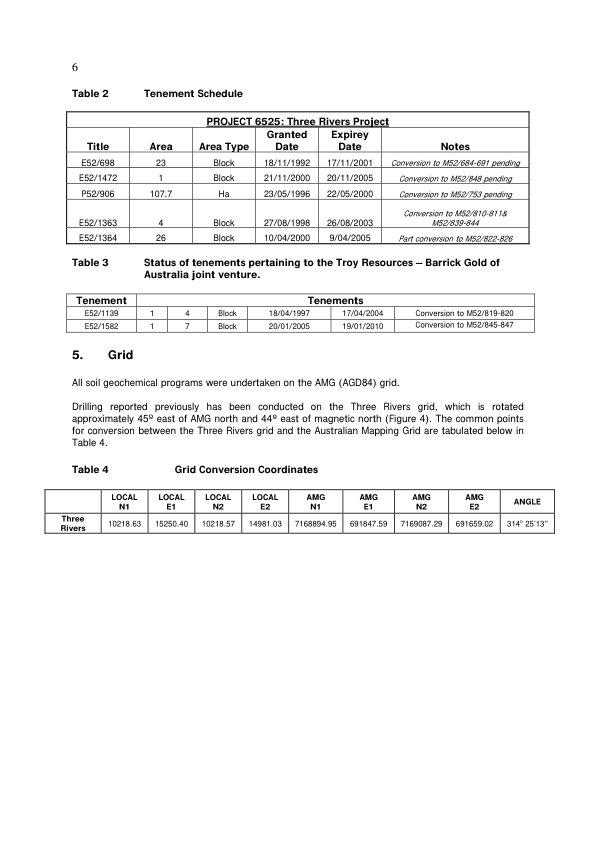 6
Table 2 Tenement Schedule
PROJECT 6525: Three Rivers Project
Title Area Area Type Granted Date Expirey Date Notes
E52/698 23 Block 18/11/1992 17/11/2001 Conversion to M52/684-691 pending
E52/1472 1 Block 21/11/2000 20/11/2005 Conversion to M52/848 pending
P52/906 107.7 Ha 23/05/1996 22/05/2000 Conversion to M52/753 pending
E52/1363 4 Block 27/08/1998 26/08/2003 Conversion to M52/810-811& M52/839-844
E52/1364 26 Block 10/04/2000 9/04/2005 Part conversion to M52/822-826
Table 3 Status of tenements pertaining to the Troy Resources – Barrick Gold of
Australia joint venture.
Tenement Tenements
E52/1139 1 4 Block 18/04/1997 17/04/2004 Conversion to M52/819-820
E52/1582 1 7 Block 20/01/2005 19/01/2010 Conversion to M52/845-847
5. Grid
All soil geochemical programs were undertaken on the AMG (AGD84) grid.
Drilling reported previously has been conducted on the Three Rivers grid, which is rotated
approximately 45º east of AMG north and 44º east of magnetic north (Figure 4). The common points
for conversion between the Three Rivers grid and the Australian Mapping Grid are tabulated below in
Table 4.
Table 4 Grid Conversion Coordinates
LOCAL N1 LOCAL E1 LOCAL N2 LOCAL E2 AMG N1 AMG E1 AMG N2 AMG E2 ANGLE
Three Rivers 10218.63 15250.40 10218.57 14981.03 7168894.95 691847.59 7169087.29 691659.02 314° 25'13"